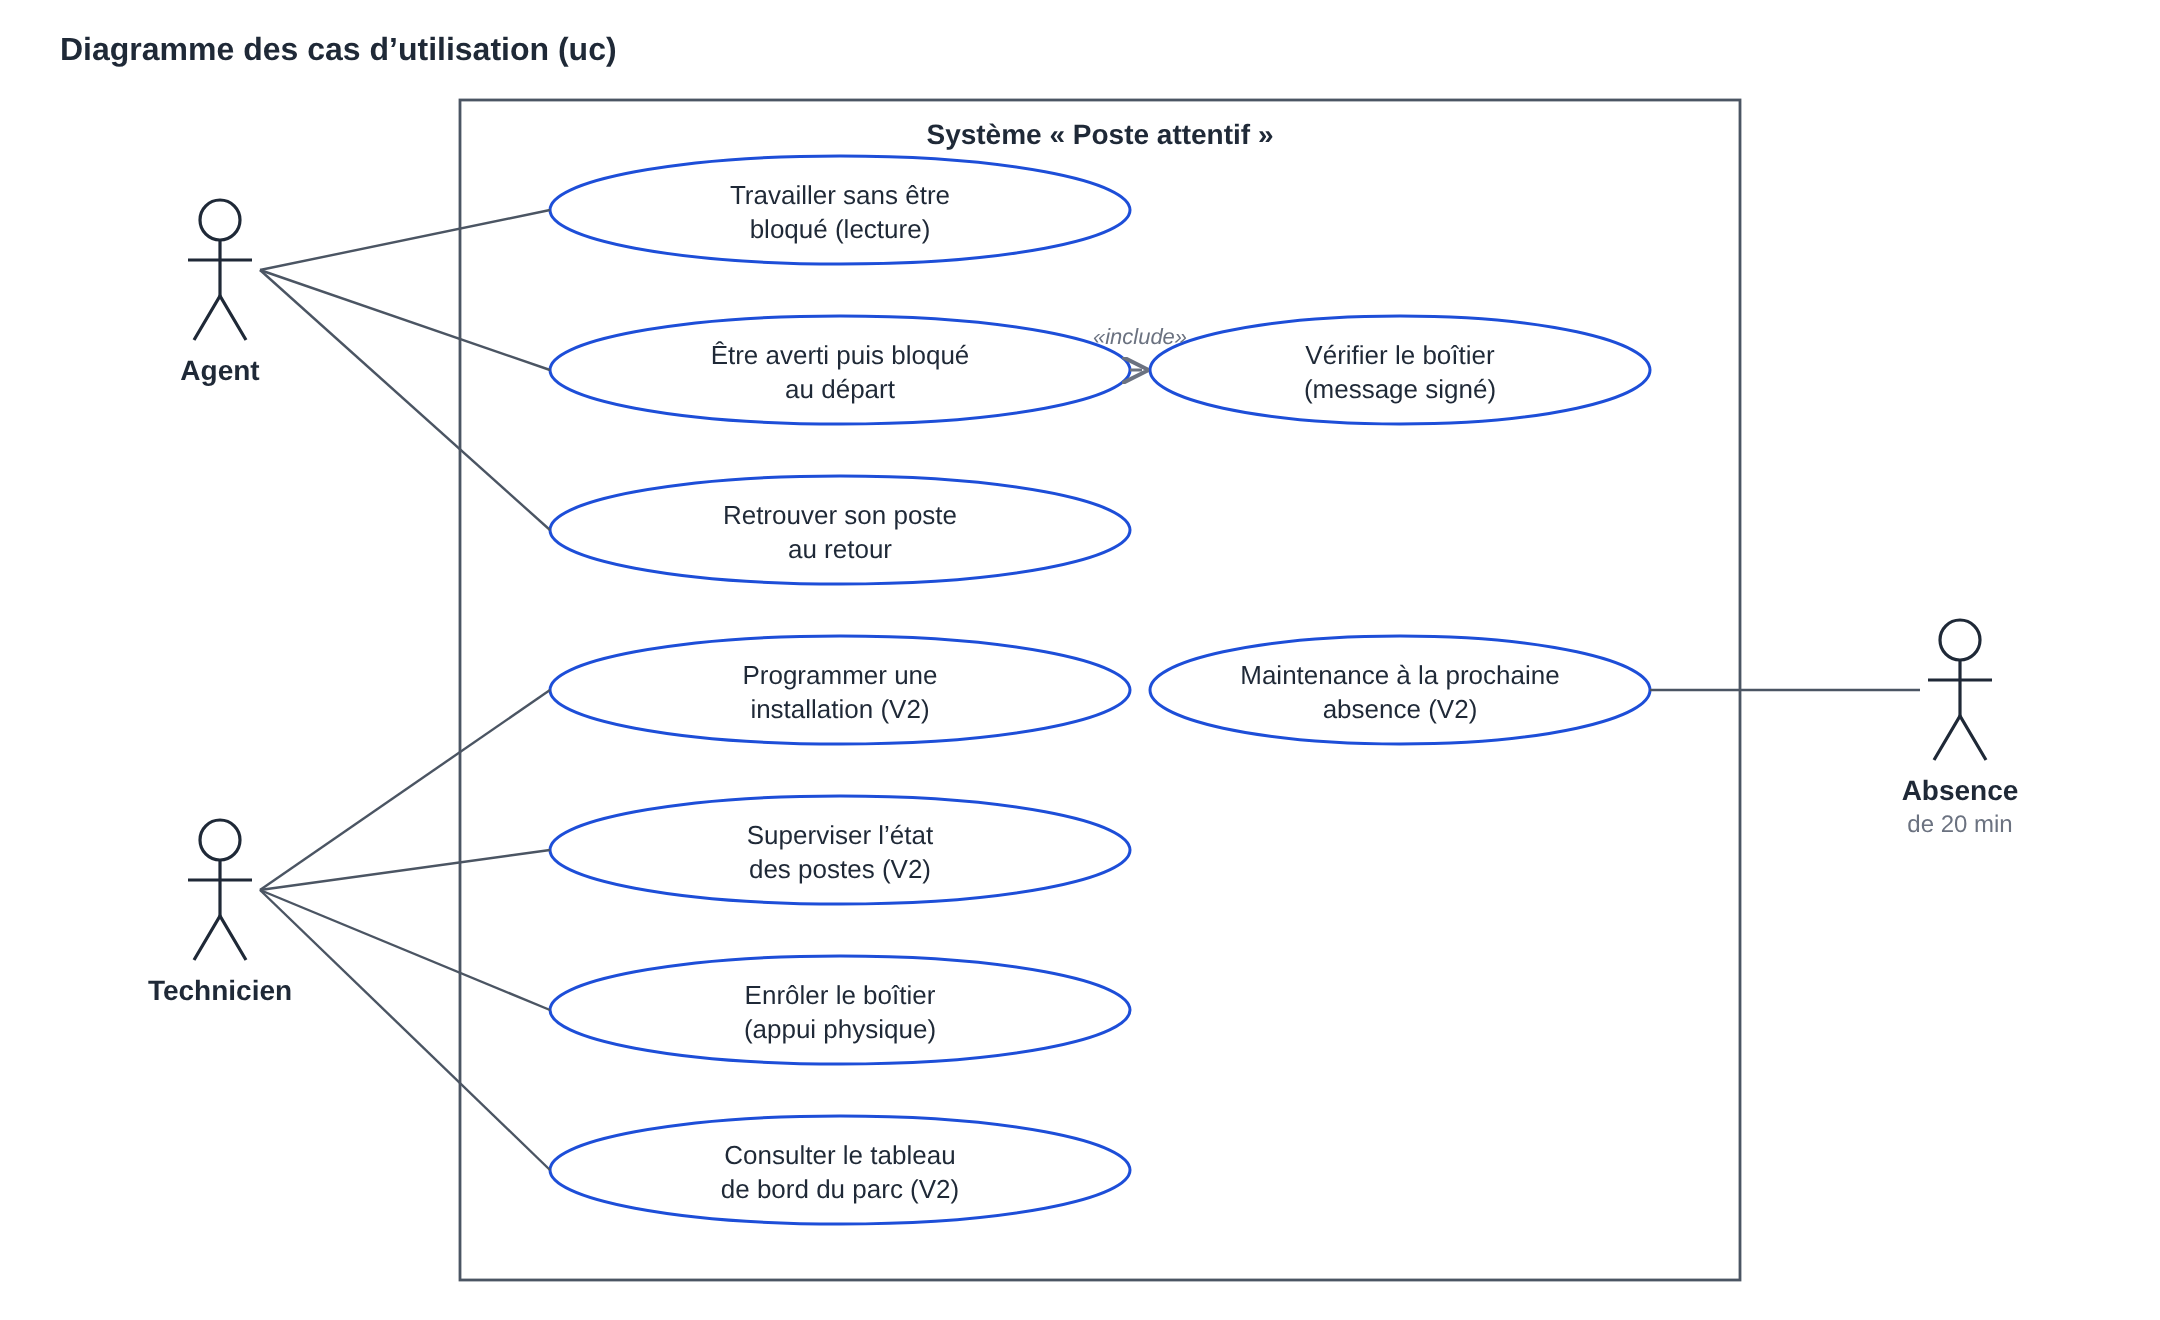 Diagramme des cas d’utilisation (uc)
Système « Poste attentif »
Travailler sans être
bloqué (lecture)
Agent
Être averti puis bloqué
au départ
«include»
Vérifier le boîtier
(message signé)
Retrouver son poste
au retour
Programmer une
installation (V2)
Maintenance à la prochaine
absence (V2)
Absence
de 20 min
Superviser l’état
des postes (V2)
Technicien
Enrôler le boîtier
(appui physique)
Consulter le tableau
de bord du parc (V2)